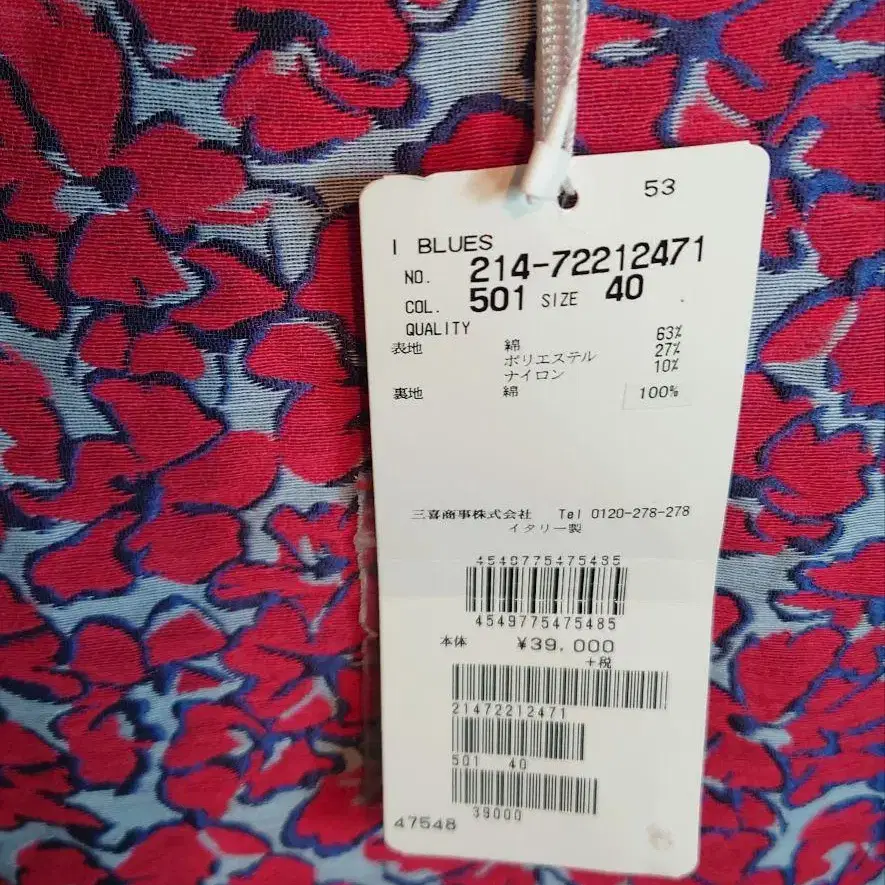 53
I BLUES
NO. 214-72212471
COL. 501 SIZE 40
QUALITY
表地 綿 63%
ポリエステル 27%
ナイロン 10%
裏地 綿 100%
三喜商事株式会社 Tel 0120-278-278
イタリー製
4549775475485
4549775475485
本体 ¥39,000
+税
21472212471
501 40
39000
47548